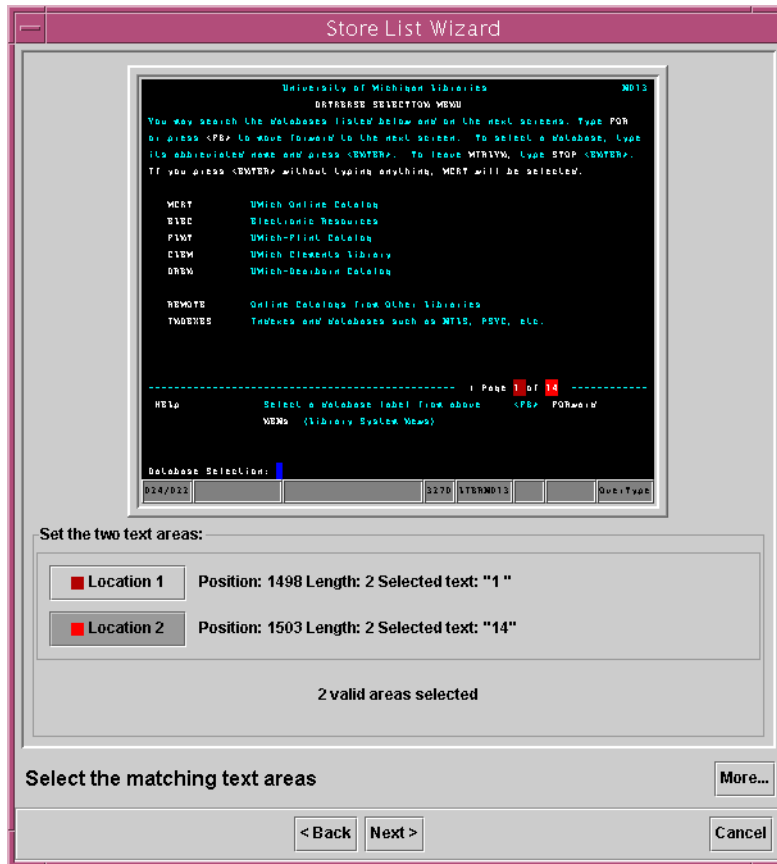 Store List Wizard
University of Michigan Libraries ND13
DATABASE SELECTION MENU
You may search the databases listed below and on the next screens. Type FOR
or press <F8> to move forward to the next screen. To select a database, type
its abbreviated name and press <ENTER>. To leave MIRLYN, type STOP <ENTER>.
If you press <ENTER> without typing anything, MCAT will be selected.
MCAT UMich Online Catalog
ELEC Electronic Resources
FLNT UMich-Flint Catalog
CLEM UMich Clements Library
DRBN UMich-Dearborn Catalog
REMOTE Online Catalogs from Other Libraries
INDEXES Indexes and databases such as NTIS, PSYC, etc.
---------------------------------------------- + Page 1 of 14 -----------
HELp Select a database label from above <F8> FORward
NEWs (Library System News)
Database Selection:
024/022 3270 LTERND13 OverType
Set the two text areas:
Location 1 Position: 1498 Length: 2 Selected text: "1 "
Location 2 Position: 1503 Length: 2 Selected text: "14"
2 valid areas selected
Select the matching text areas More...
< Back Next > Cancel